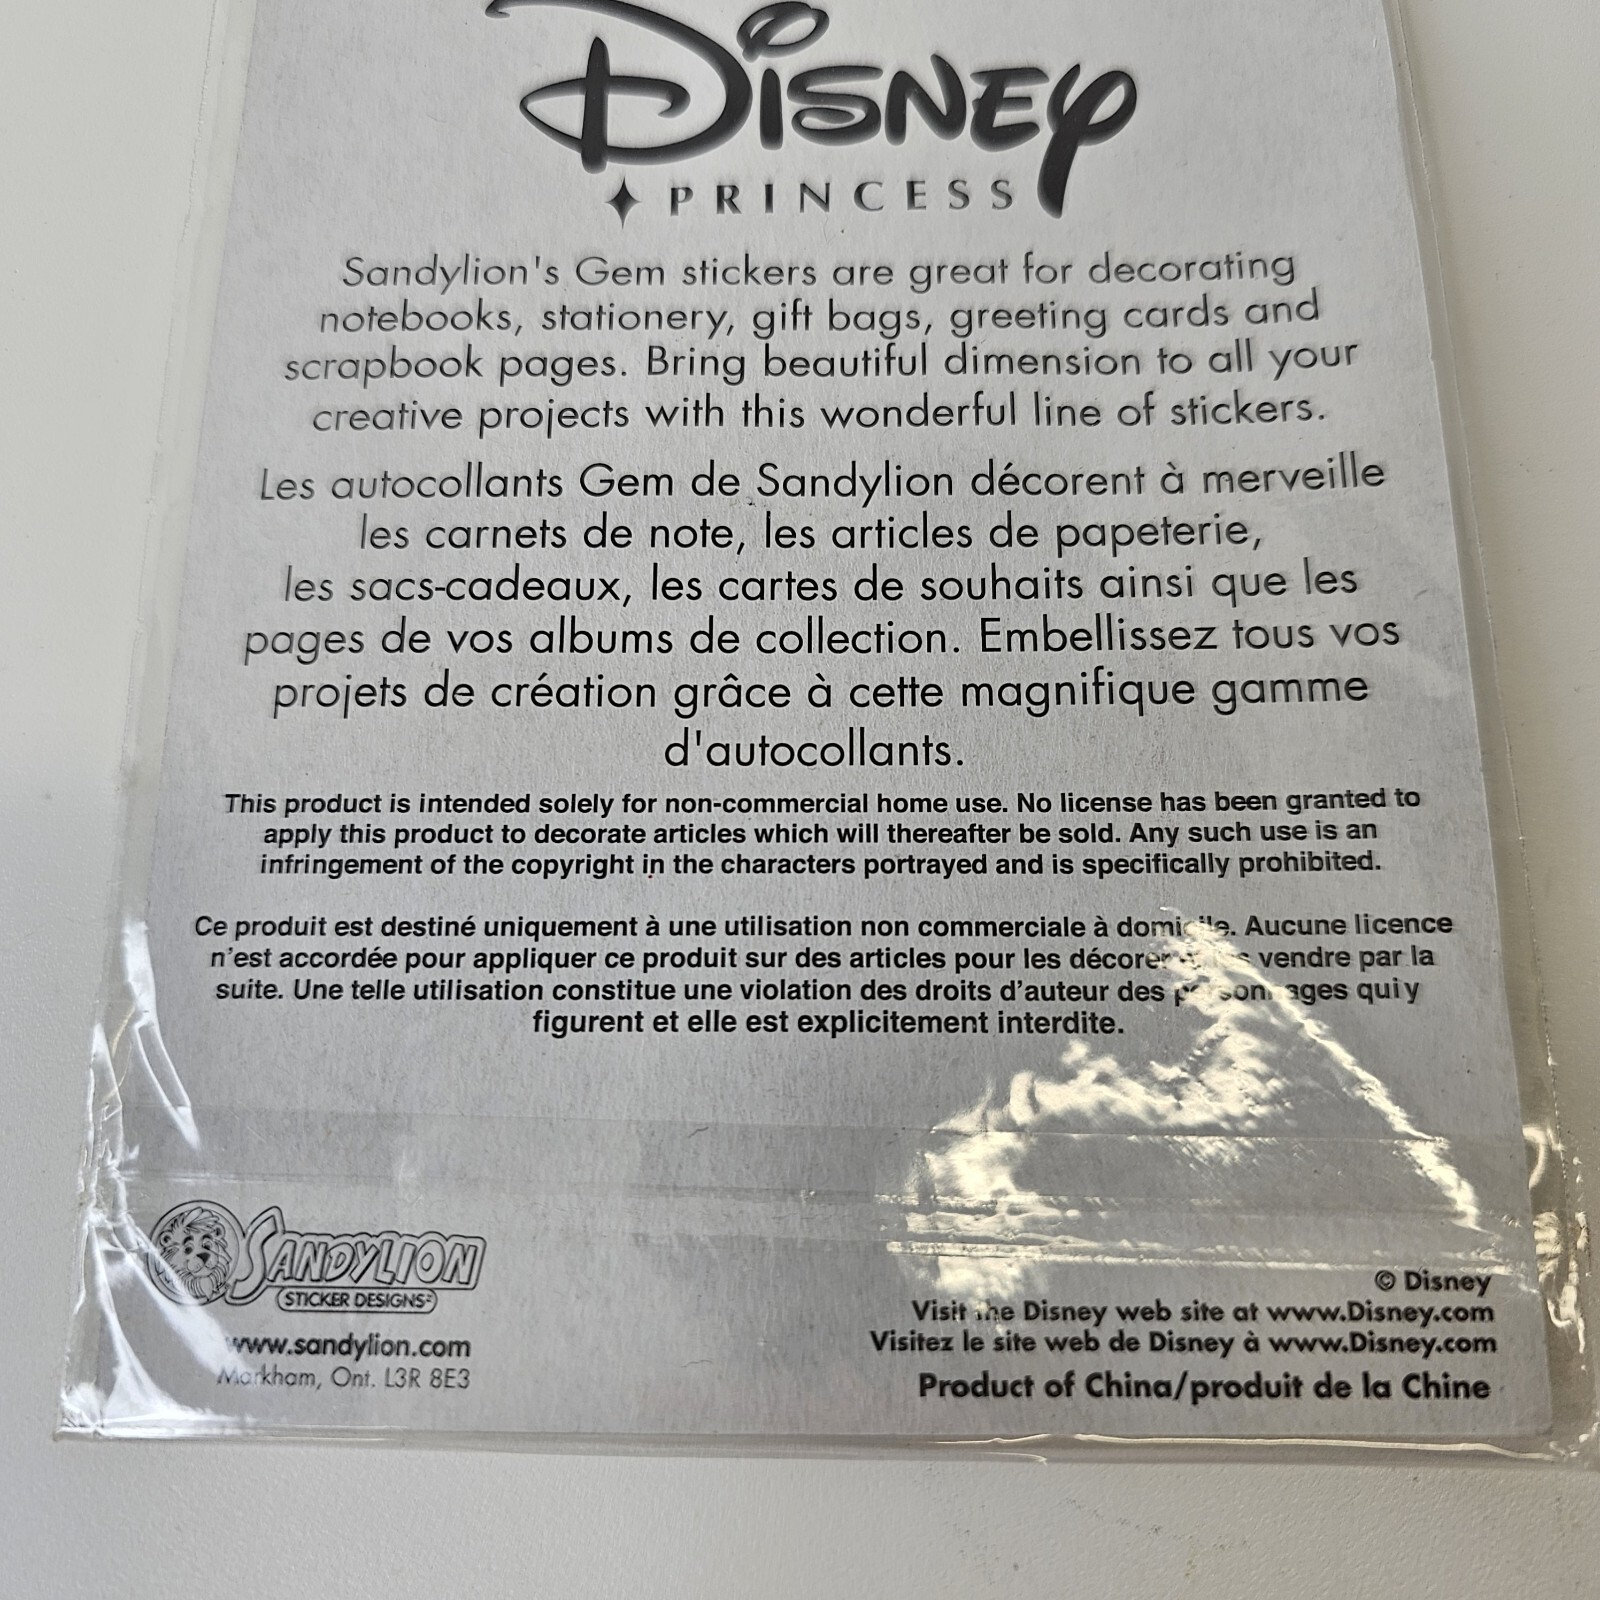 Disney
PRINCESS
Sandylion's Gem stickers are great for decorating
notebooks, stationery, gift bags, greeting cards and
scrapbook pages. Bring beautiful dimension to all your
creative projects with this wonderful line of stickers.
Les autocollants Gem de Sandylion décorent à merveille
les carnets de note, les articles de papeterie,
les sacs-cadeaux, les cartes de souhaits ainsi que les
pages de vos albums de collection. Embellissez tous vos
projets de création grâce à cette magnifique gamme
d'autocollants.
This product is intended solely for non-commercial home use. No license has been granted to
apply this product to decorate articles which will thereafter be sold. Any such use is an
infringement of the copyright in the characters portrayed and is specifically prohibited.
Ce produit est destiné uniquement à une utilisation non commerciale à domicile. Aucune licence
n'est accordée pour appliquer ce produit sur des articles pour les décorer vendre par la
suite. Une telle utilisation constitue une violation des droits d'auteur des personnages qui y
figurent et elle est explicitement interdite.
SANDYLION
STICKER DESIGNS
www.sandylion.com
Markham, Ont. L3R 8E3
© Disney
Visit the Disney web site at www.Disney.com
Visitez le site web de Disney à www.Disney.com
Product of China/produit de la Chine